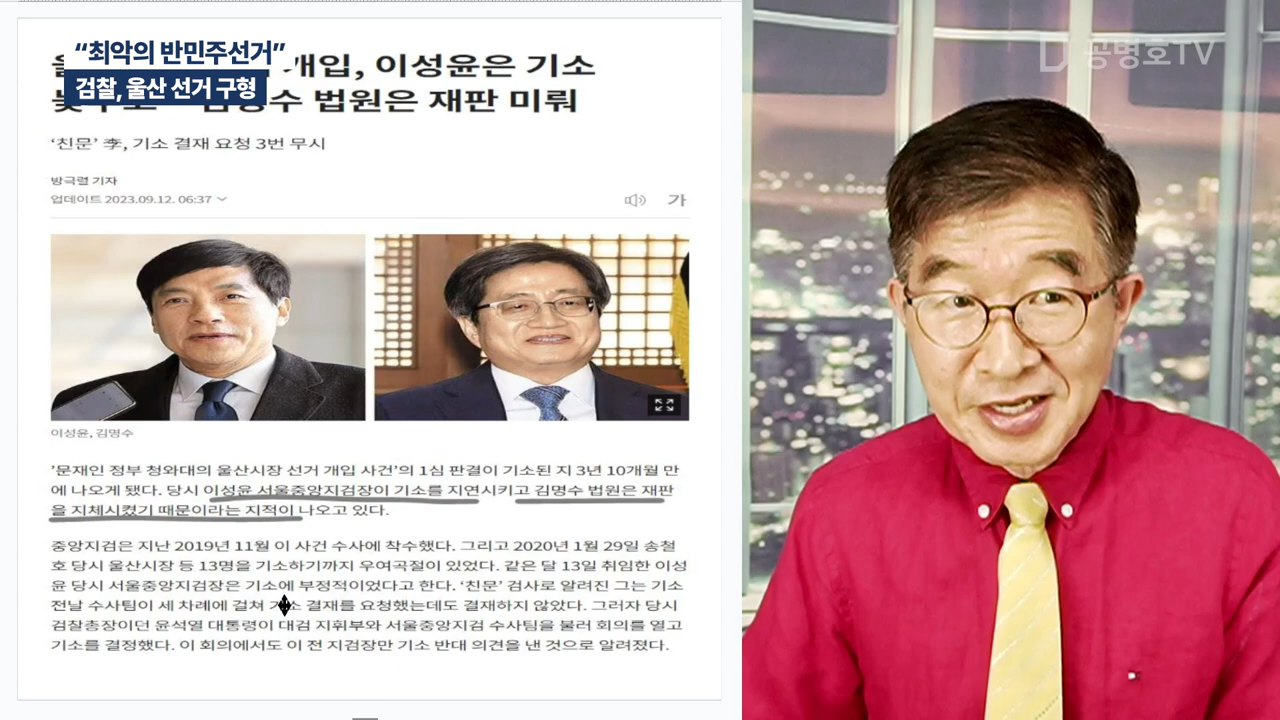 “최악의 반민주선거”
검찰, 울산 선거 구형
개입, 이성윤은 기소
수 법원은 재판 미뤄
‘친문’ 李, 기소 결재 요청 3번 무시
방극렬 기자
업데이트 2023.09.12. 06:37
가
이성윤, 김명수
’문재인 정부 청와대의 울산시장 선거 개입 사건’의 1심 판결이 기소된 지 3년 10개월 만
에 나오게 됐다. 당시 이성윤 서울중앙지검장이 기소를 지연시키고 김명수 법원은 재판
을 지체시켰기 때문이라는 지적이 나오고 있다.
중앙지검은 지난 2019년 11월 이 사건 수사에 착수했다. 그리고 2020년 1월 29일 송철
호 당시 울산시장 등 13명을 기소하기까지 우여곡절이 있었다. 같은 달 13일 취임한 이성
윤 당시 서울중앙지검장은 기소에 부정적이었다고 한다. ‘친문’ 검사로 알려진 그는 기소
전날 수사팀이 세 차례에 걸쳐 기소 결재를 요청했는데도 결재하지 않았다. 그러자 당시
검찰총장이던 윤석열 대통령이 대검 지휘부와 서울중앙지검 수사팀을 불러 회의를 열고
기소를 결정했다. 이 회의에서도 이 전 지검장만 기소 반대 의견을 낸 것으로 알려졌다.
공병호TV